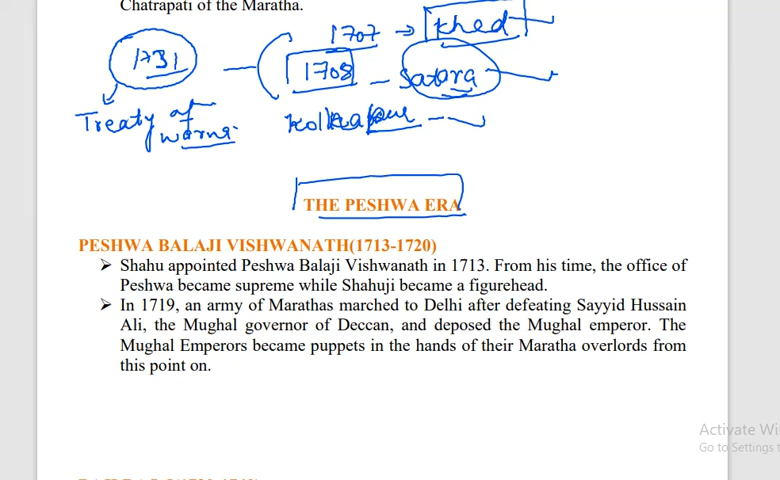 Chatrapati of the Maratha.
1707 → Khed
1731 — 1708 – Satara
Treaty of Kolhapur –
warna.
THE PESHWA ERA
PESHWA BALAJI VISHWANATH(1713-1720)
➤ Shahu appointed Peshwa Balaji Vishwanath in 1713. From his time, the office of
Peshwa became supreme while Shahuji became a figurehead.
➤ In 1719, an army of Marathas marched to Delhi after defeating Sayyid Hussain
Ali, the Mughal governor of Deccan, and deposed the Mughal emperor. The
Mughal Emperors became puppets in the hands of their Maratha overlords from
this point on.
Activate Wi
Go to Settings t